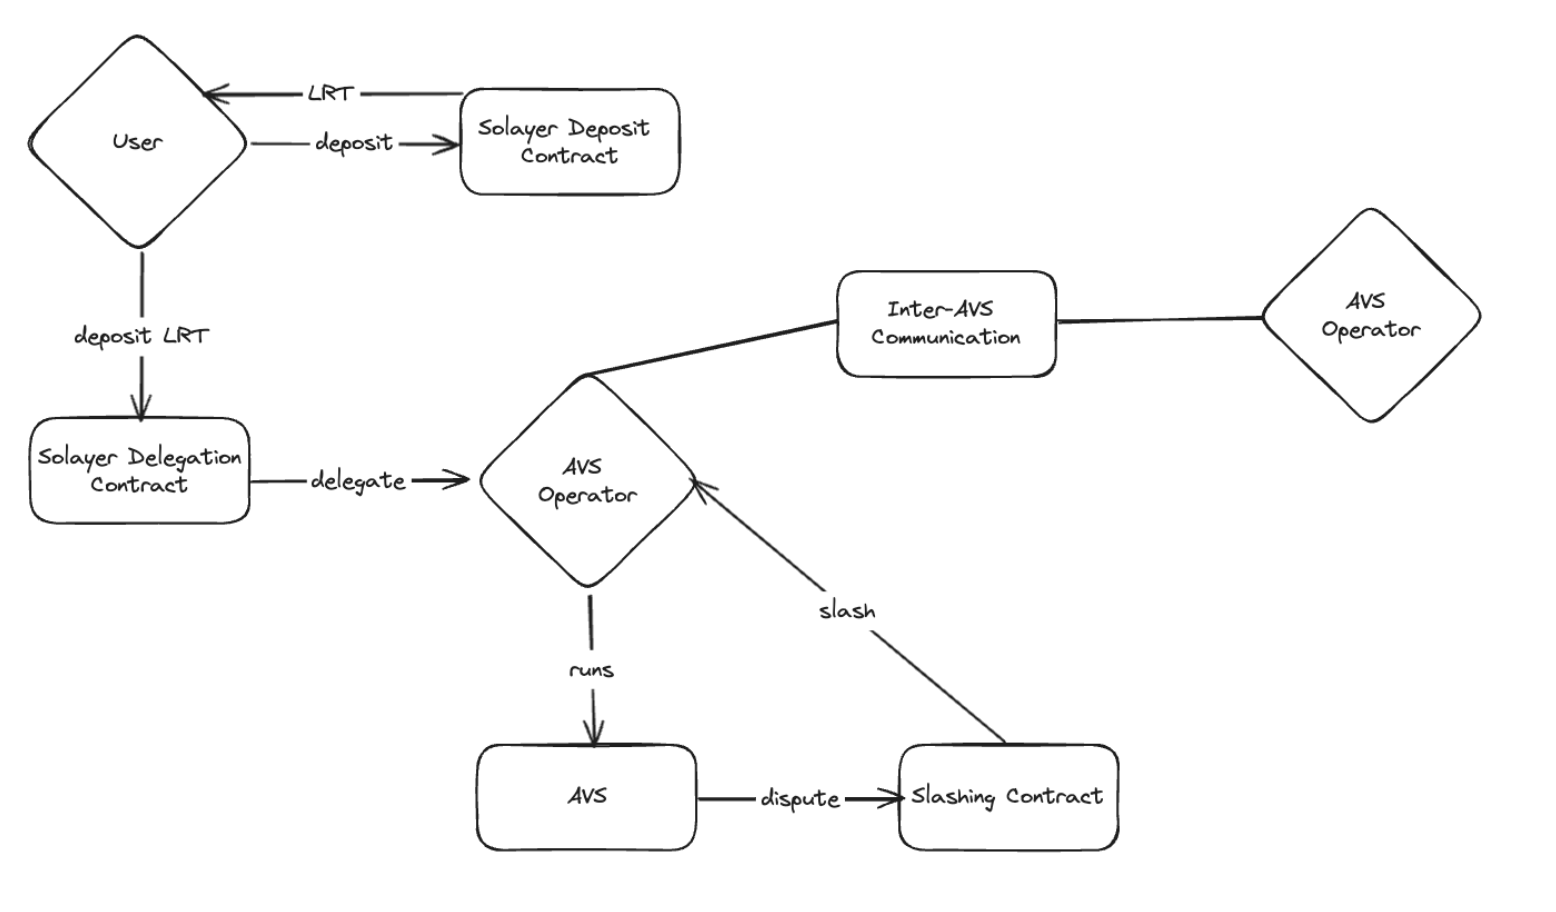 LRT
User
deposit
Solayer Deposit
Contract
deposit LRT
Inter-AVS
Communication
AVS
Operator
Solayer Delegation
Contract
delegate
AVS
Operator
slash
runs
AVS
dispute
Slashing Contract